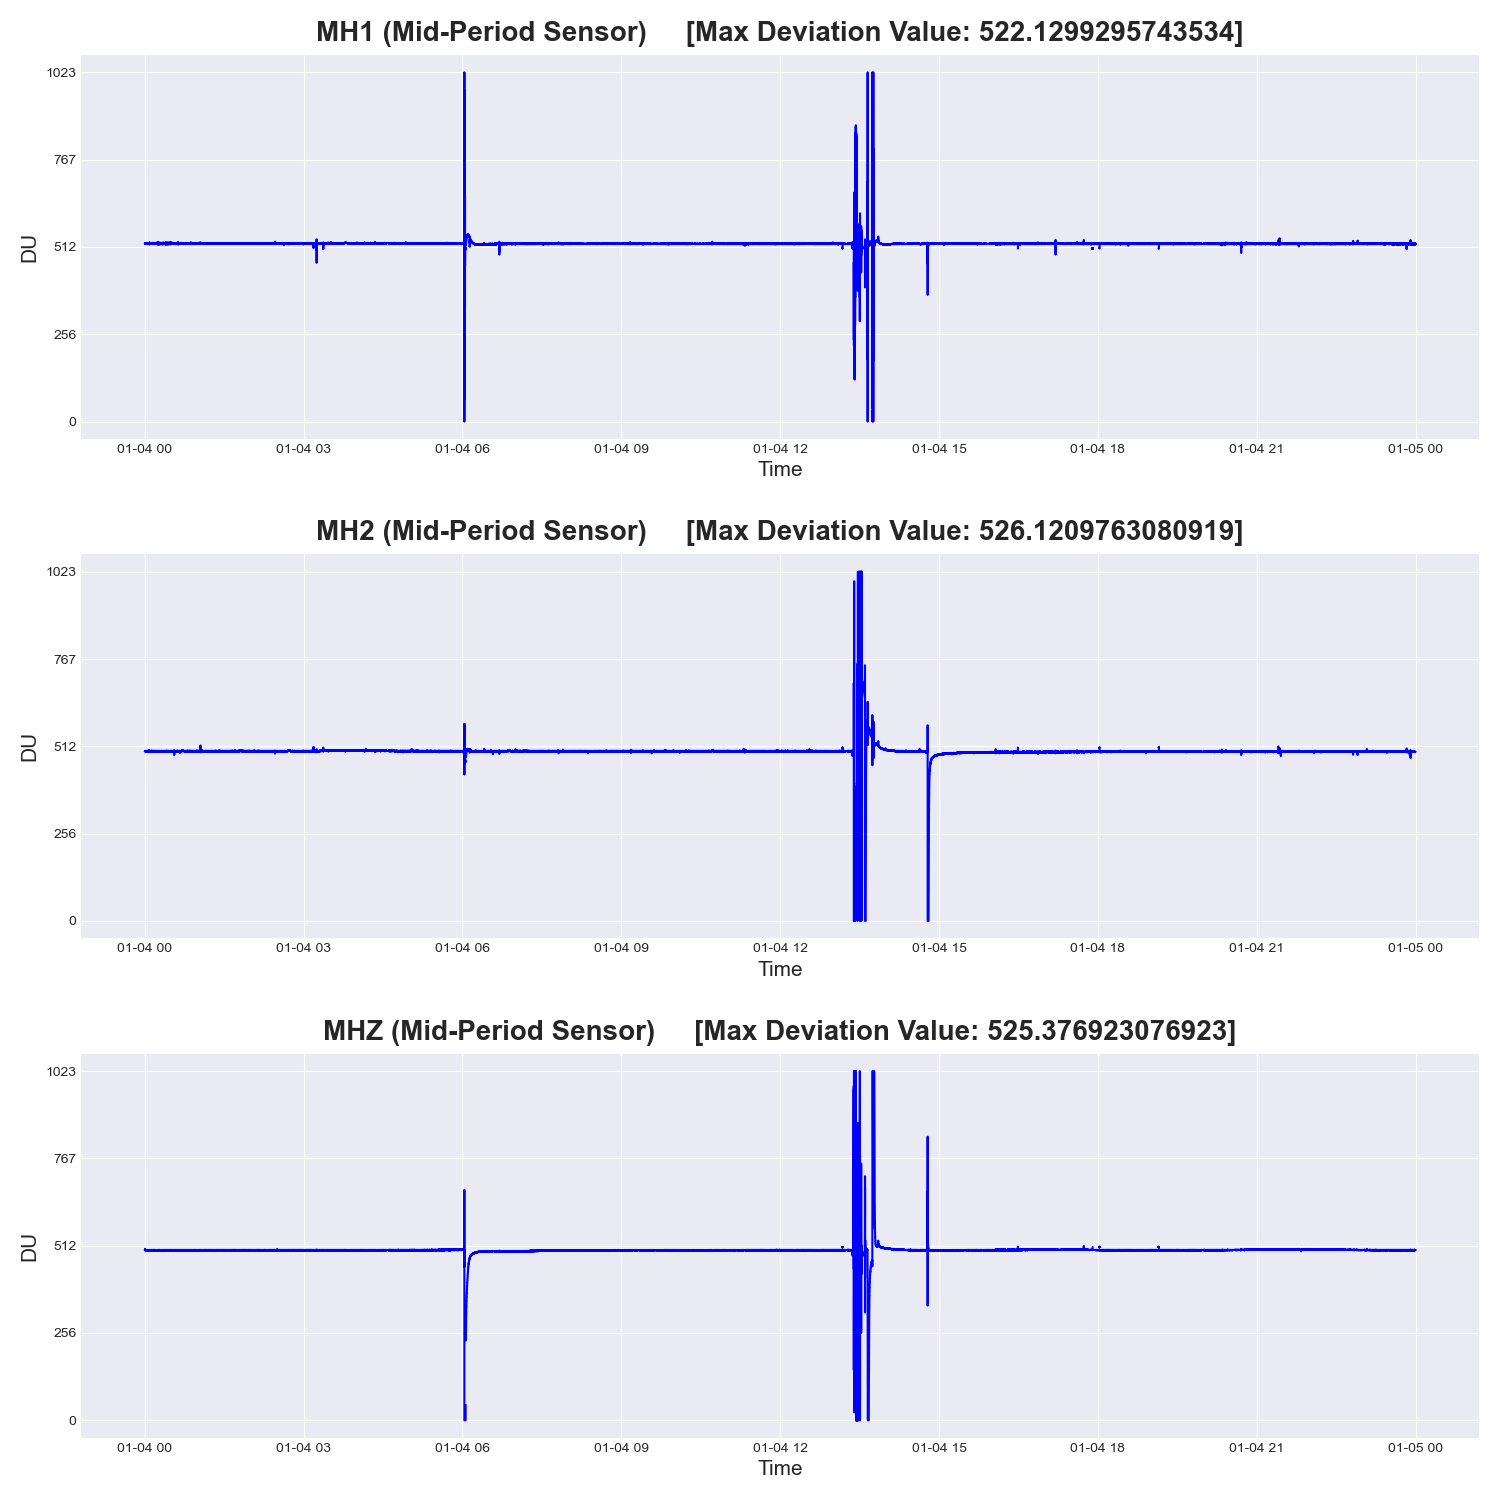 MH1 (Mid-Period Sensor) [Max Deviation Value: 522.1299295743534]
1023
767
512
256
0
DU
01-04 00 01-04 03 01-04 06 01-04 09 01-04 12 01-04 15 01-04 18 01-04 21 01-05 00
Time
MH2 (Mid-Period Sensor) [Max Deviation Value: 526.1209763080919]
1023
767
512
256
0
DU
01-04 00 01-04 03 01-04 06 01-04 09 01-04 12 01-04 15 01-04 18 01-04 21 01-05 00
Time
MHZ (Mid-Period Sensor) [Max Deviation Value: 525.376923076923]
1023
767
512
256
0
DU
01-04 00 01-04 03 01-04 06 01-04 09 01-04 12 01-04 15 01-04 18 01-04 21 01-05 00
Time